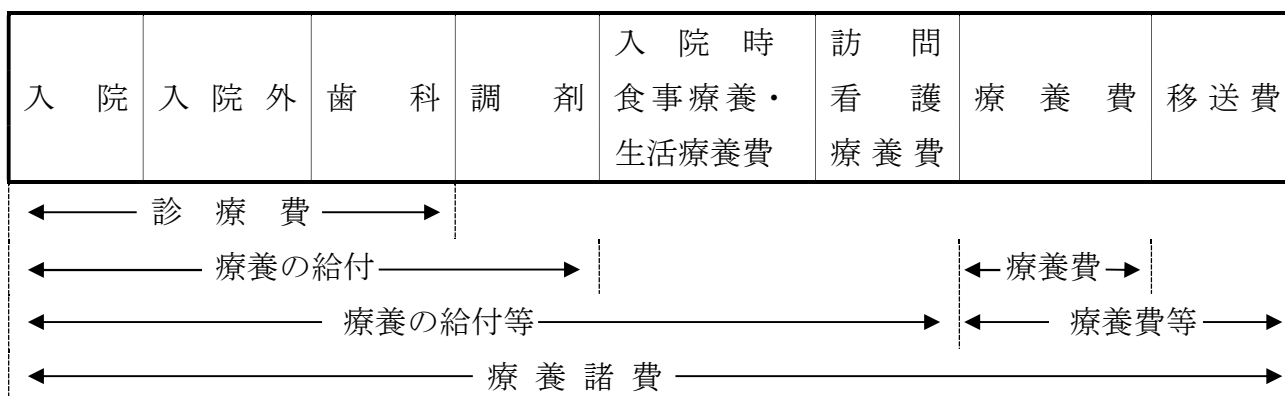 入院
入院外
歯科
調剤
入院時
食事療養・
生活療養費
訪問
看護
療養費
療養費
移送費
診療費
療養の給付
療養費
療養の給付等
療養費等
療養諸費